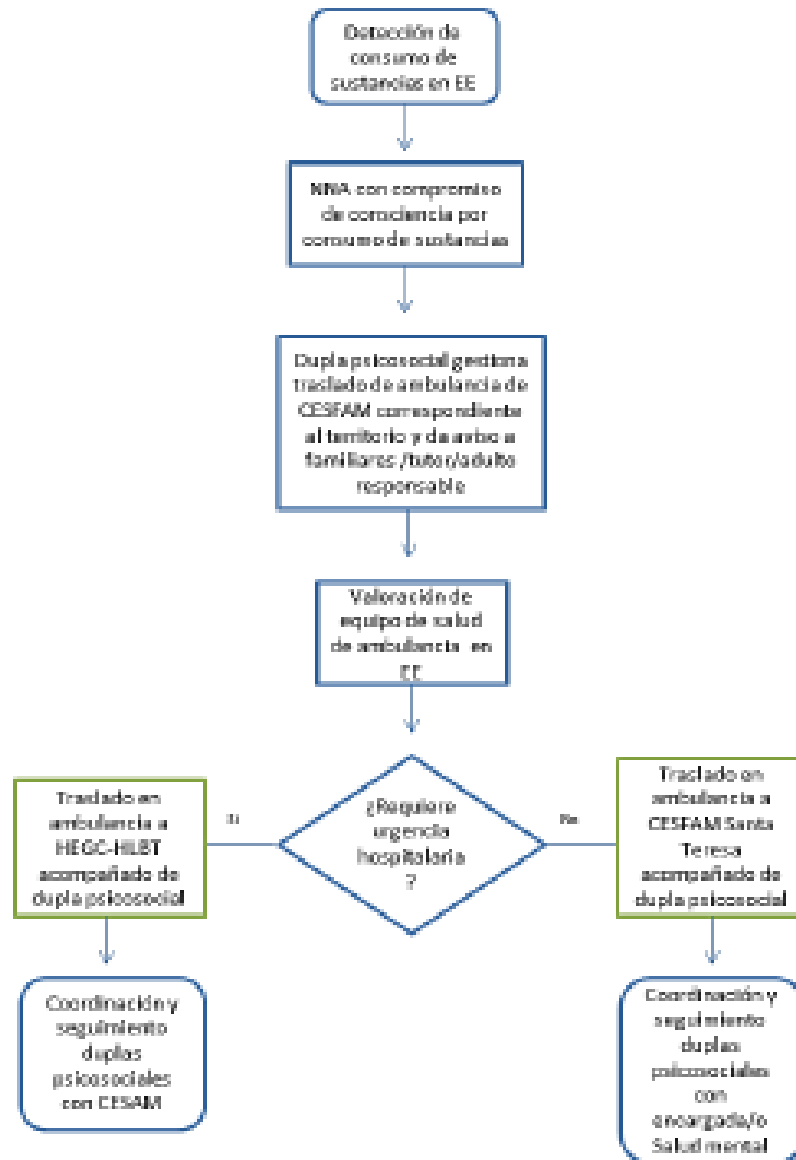 Detección de
consumo de
sustancias en EE
NNA con compromiso
de consciencia por
consumo de sustancias
Dupla psicosocial gestiona
traslado de ambulancia de
CESFAM correspondiente
al territorio y da aviso a
familiares /tutor/adulto
responsable
Valoración de
equipo de salud
de ambulancia en
EE
¿Requiere
urgencia
hospitalaria
?
Si
Traslado en
ambulancia a
HEGC-HLBT
acompañado de
dupla psicosocial
Coordinación y
seguimiento
duplas
psicosociales
con CESAM
No
Traslado en
ambulancia a
CESFAM Santa
Teresa
acompañado de
dupla psicosocial
Coordinación y
seguimiento
duplas
psicosociales
con
encargada/o
Salud mental